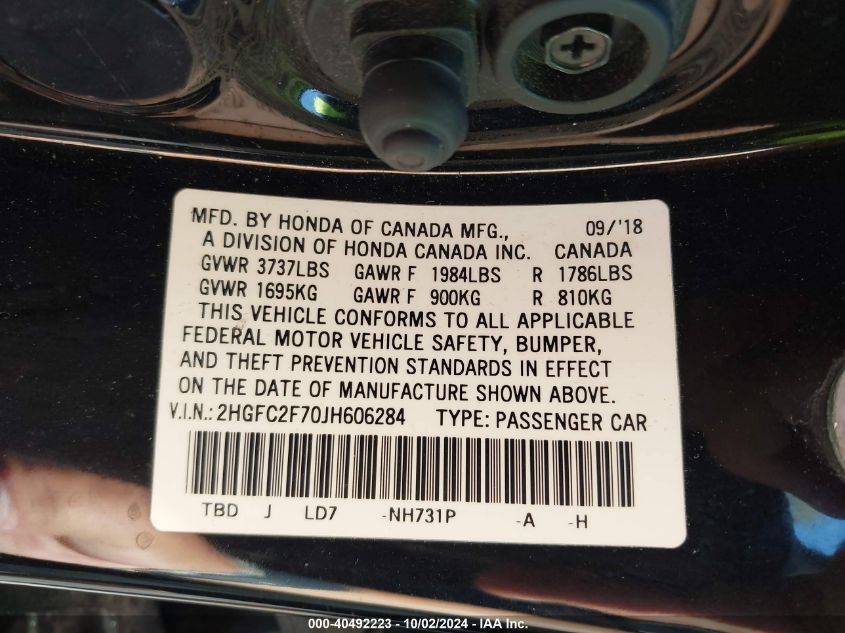 MFD. BY HONDA OF CANADA MFG., 09/'18
A DIVISION OF HONDA CANADA INC. CANADA
GVWR 3737LBS GAWR F 1984LBS R 1786LBS
GVWR 1695KG GAWR F 900KG R 810KG
THIS VEHICLE CONFORMS TO ALL APPLICABLE
FEDERAL MOTOR VEHICLE SAFETY, BUMPER,
AND THEFT PREVENTION STANDARDS IN EFFECT
ON THE DATE OF MANUFACTURE SHOWN ABOVE.
V.I.N.: 2HGFC2F70JH606284 TYPE: PASSENGER CAR
TBD J LD7 -NH731P -A -H
000-40492223 - 10/02/2024 - IAA Inc.